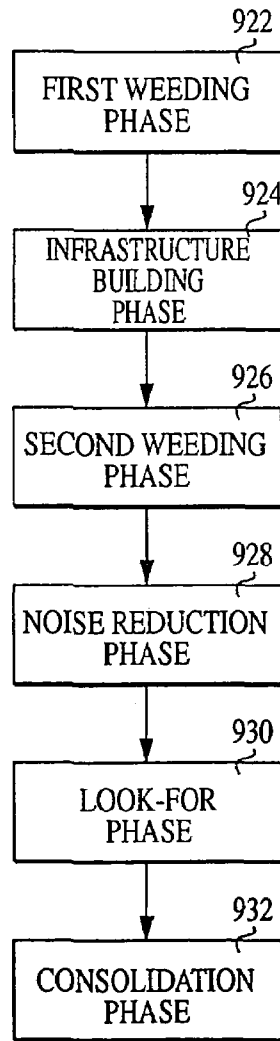 922
FIRST WEEDING
PHASE
924
INFRASTRUCTURE
BUILDING
PHASE
926
SECOND WEEDING
PHASE
928
NOISE REDUCTION
PHASE
930
LOOK-FOR
PHASE
932
CONSOLIDATION
PHASE